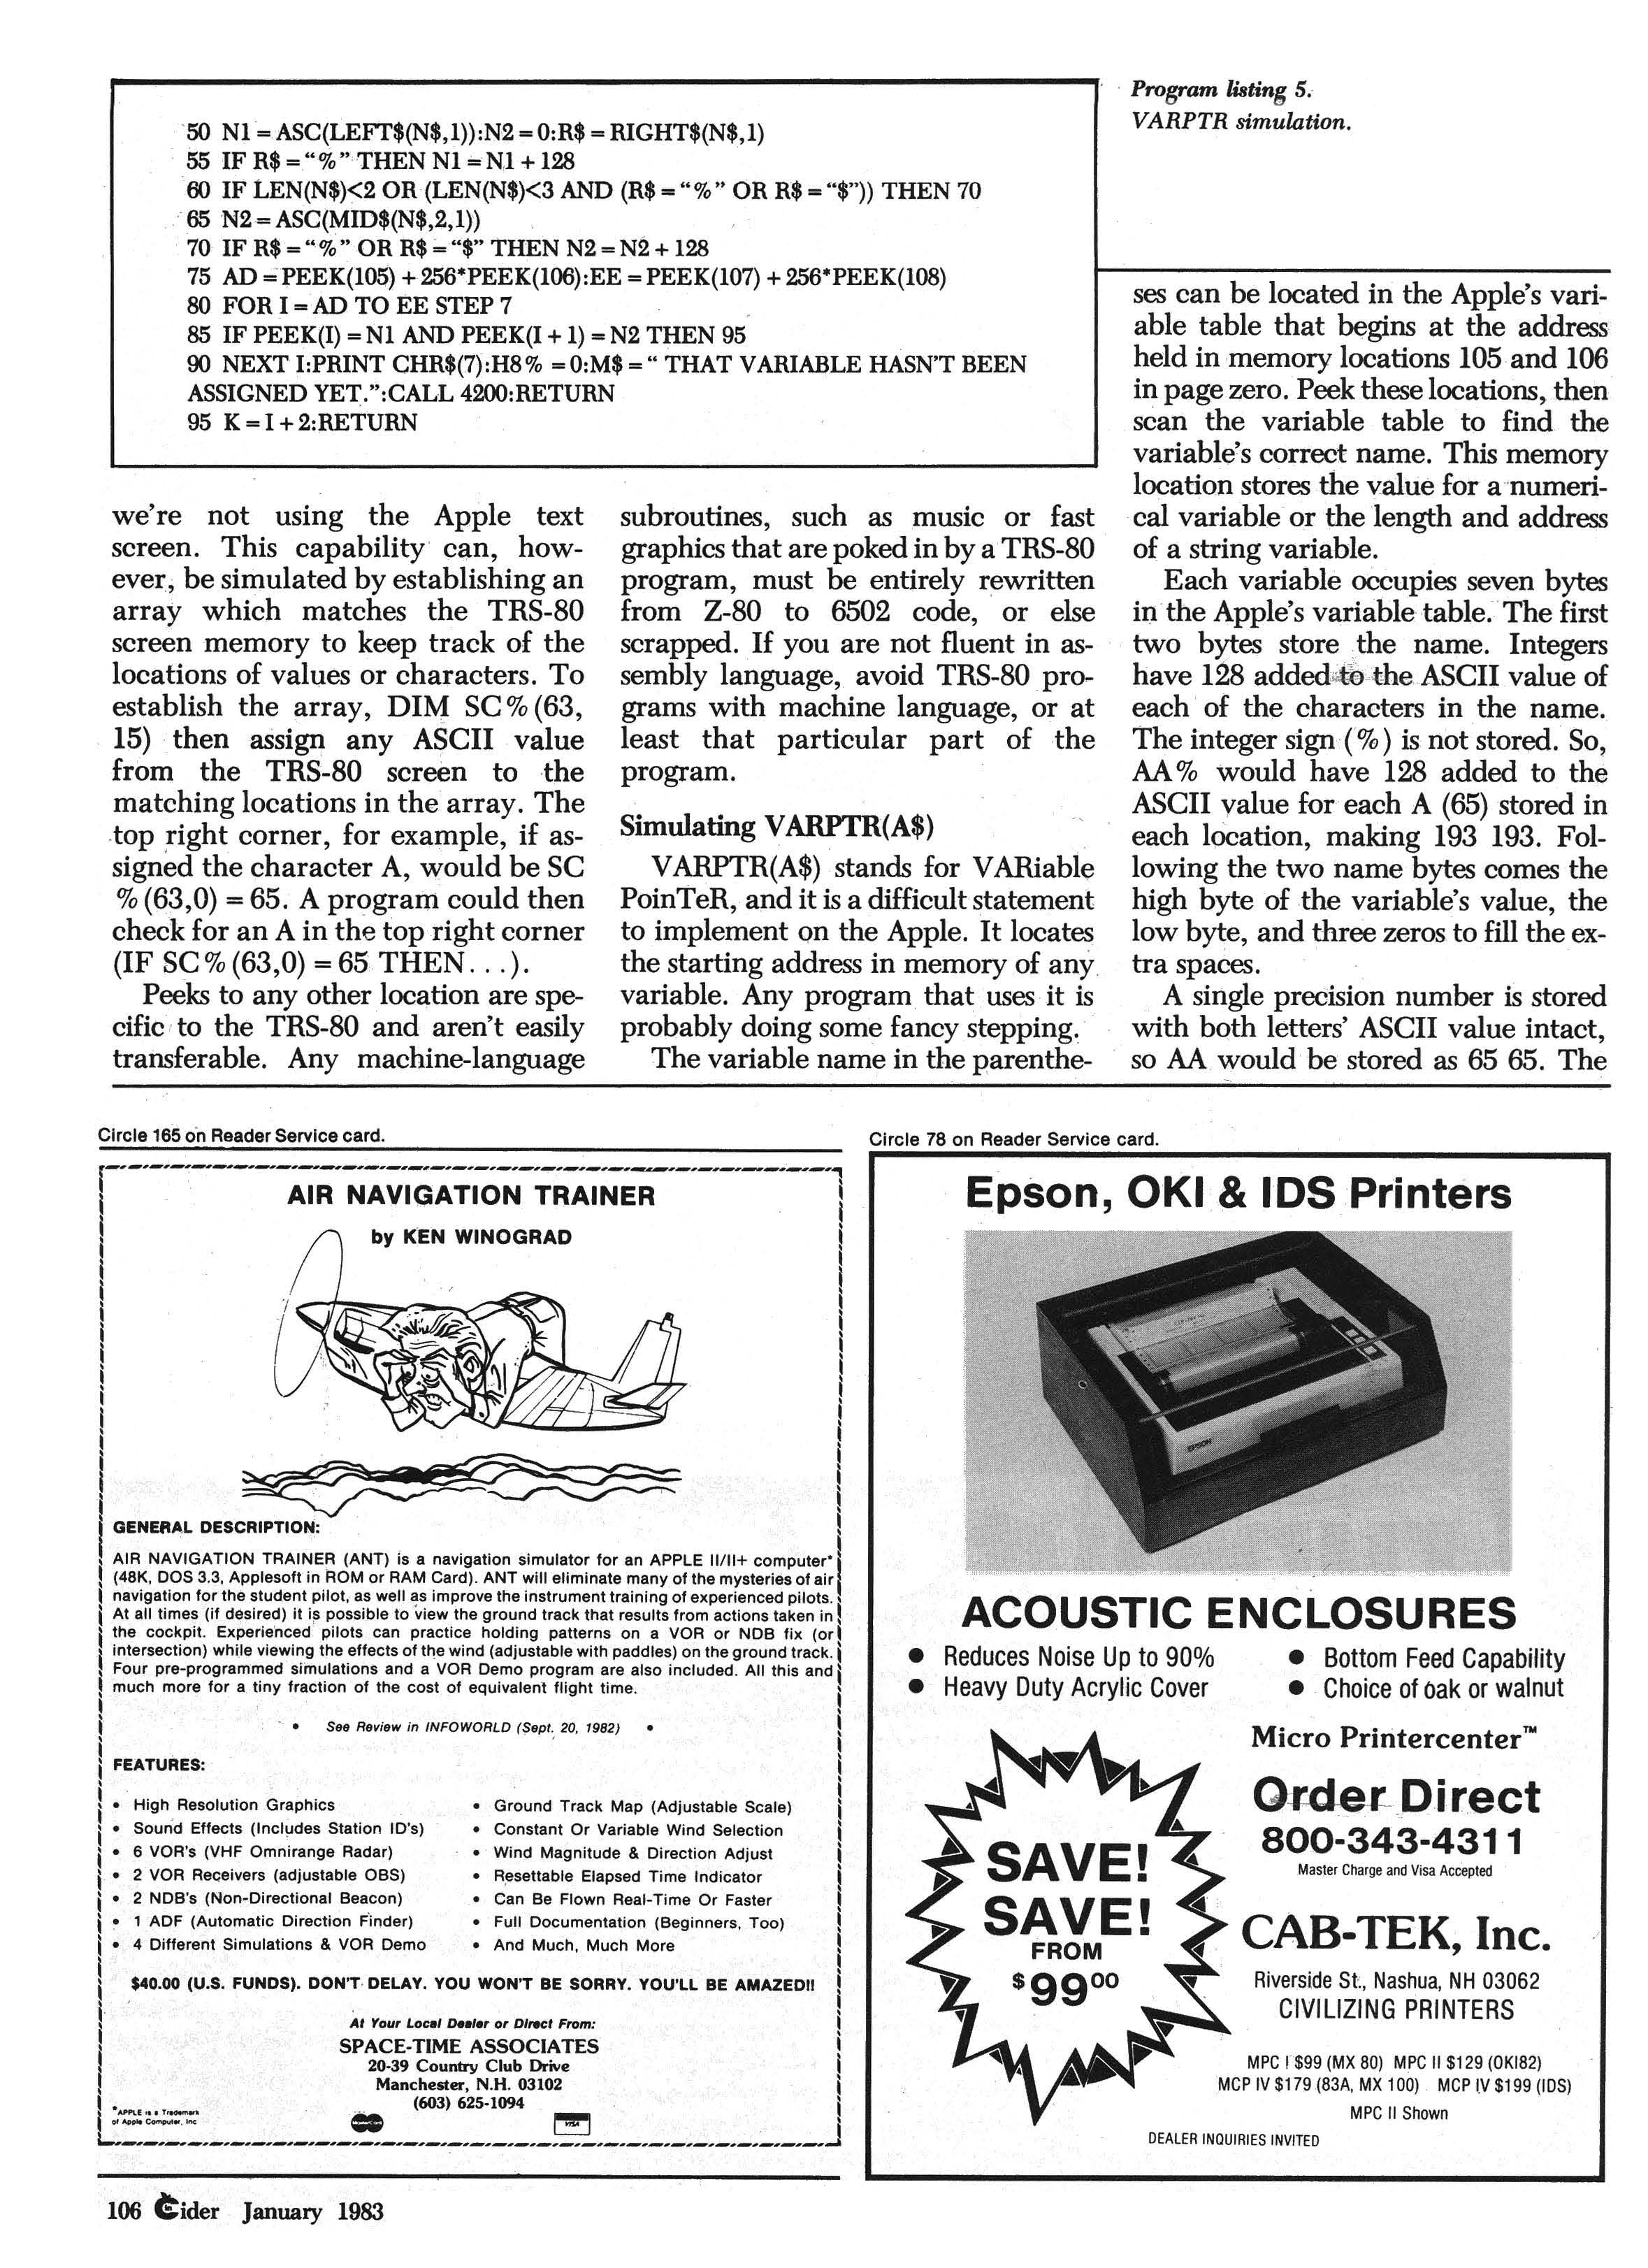 50 N1 = ASC(LEFT$(N$,1)):N2 = 0:R$ = RIGHT$(N$,1)
55 IF R$ = “%” THEN N1 = N1 + 128
60 IF LEN(N$)<2 OR (LEN(N$)<3 AND (R$ = “%” OR R$ = “$”)) THEN 70
65 N2 = ASC(MID$(N$,2,1))
70 IF R$ = “%” OR R$ = “$” THEN N2 = N2 + 128
75 AD = PEEK(105) + 256*PEEK(106):EE = PEEK(107) + 256*PEEK(108)
80 FOR I = AD TO EE STEP 7
85 IF PEEK(I) = N1 AND PEEK(I + 1) = N2 THEN 95
90 NEXT I:PRINT CHR$(7):H8% = 0:M$ = “ THAT VARIABLE HASN'T BEEN
ASSIGNED YET.”:CALL 4200:RETURN
95 K = I + 2:RETURN
Program listing 5.
VARPTR simulation.
we're not using the Apple text
screen. This capability can, how-
ever, be simulated by establishing an
array which matches the TRS-80
screen memory to keep track of the
locations of values or characters. To
establish the array, DIM SC%(63,
15) then assign any ASCII value
from the TRS-80 screen to the
matching locations in the array. The
top right corner, for example, if as-
signed the character A, would be SC
%(63,0) = 65. A program could then
check for an A in the top right corner
(IF SC%(63,0) = 65 THEN. . .).
Peeks to any other location are spe-
cific to the TRS-80 and aren't easily
transferable. Any machine-language
subroutines, such as music or fast
graphics that are poked in by a TRS-80
program, must be entirely rewritten
from Z-80 to 6502 code, or else
scrapped. If you are not fluent in as-
sembly language, avoid TRS-80 pro-
grams with machine language, or at
least that particular part of the
program.
Simulating VARPTR(A$)
VARPTR(A$) stands for VARiable
PoinTeR, and it is a difficult statement
to implement on the Apple. It locates
the starting address in memory of any
variable. Any program that uses it is
probably doing some fancy stepping.
The variable name in the parenthe-
ses can be located in the Apple's vari-
able table that begins at the address
held in memory locations 105 and 106
in page zero. Peek these locations, then
scan the variable table to find the
variable's correct name. This memory
location stores the value for a numeri-
cal variable or the length and address
of a string variable.
Each variable occupies seven bytes
in the Apple's variable table. The first
two bytes store the name. Integers
have 128 added to the ASCII value of
each of the characters in the name.
The integer sign (%) is not stored. So,
AA% would have 128 added to the
ASCII value for each A (65) stored in
each location, making 193 193. Fol-
lowing the two name bytes comes the
high byte of the variable's value, the
low byte, and three zeros to fill the ex-
tra spaces.
A single precision number is stored
with both letters' ASCII value intact,
so AA would be stored as 65 65. The
Circle 165 on Reader Service card.
AIR NAVIGATION TRAINER
by KEN WINOGRAD
GENERAL DESCRIPTION:
AIR NAVIGATION TRAINER (ANT) is a navigation simulator for an APPLE II/II+ computer*
(48K, DOS 3.3, Applesoft in ROM or RAM Card). ANT will eliminate many of the mysteries of air
navigation for the student pilot, as well as improve the instrument training of experienced pilots.
At all times (if desired) it is possible to view the ground track that results from actions taken in
the cockpit. Experienced pilots can practice holding patterns on a VOR or NDB fix (or
intersection) while viewing the effects of the wind (adjustable with paddles) on the ground track.
Four pre-programmed simulations and a VOR Demo program are also included. All this and
much more for a tiny fraction of the cost of equivalent flight time.
• See Review in INFOWORLD (Sept. 20, 1982) •
FEATURES:
• High Resolution Graphics
• Sound Effects (Includes Station ID's)
• 6 VOR's (VHF Omnirange Radar)
• 2 VOR Receivers (adjustable OBS)
• 2 NDB's (Non-Directional Beacon)
• 1 ADF (Automatic Direction Finder)
• 4 Different Simulations & VOR Demo
• Ground Track Map (Adjustable Scale)
• Constant Or Variable Wind Selection
• Wind Magnitude & Direction Adjust
• Resettable Elapsed Time Indicator
• Can Be Flown Real-Time Or Faster
• Full Documentation (Beginners, Too)
• And Much, Much More
$40.00 (U.S. FUNDS). DON'T DELAY. YOU WON'T BE SORRY. YOU'LL BE AMAZED!!
At Your Local Dealer or Direct From:
SPACE-TIME ASSOCIATES
20-39 Country Club Drive
Manchester, N.H. 03102
(603) 625-1094
*APPLE is a Trademark
of Apple Computer, Inc
MasterCard
VISA
Circle 78 on Reader Service card.
Epson, OKI & IDS Printers
EPSON
ACOUSTIC ENCLOSURES
• Reduces Noise Up to 90%
• Heavy Duty Acrylic Cover
• Bottom Feed Capability
• Choice of oak or walnut
SAVE!
SAVE!
FROM
$9900
Micro Printercenter™
Order Direct
800-343-4311
Master Charge and Visa Accepted
CAB-TEK, Inc.
Riverside St., Nashua, NH 03062
CIVILIZING PRINTERS
MPC I $99 (MX 80) MPC II $129 (OKI82)
MCP IV $179 (83A, MX 100) MCP IV $199 (IDS)
MPC II Shown
DEALER INQUIRIES INVITED
106 inCider January 1983